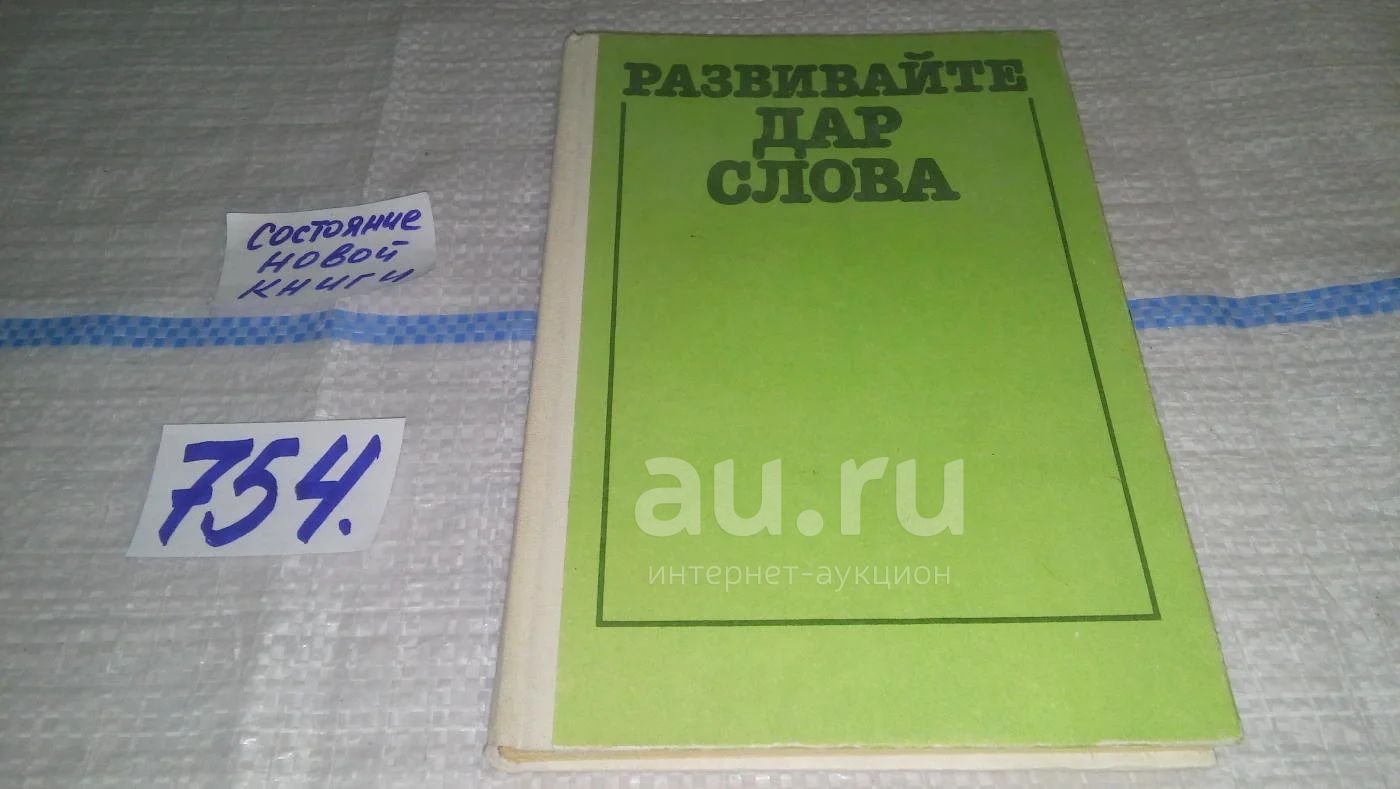 РАЗВИВАЙТЕ
ДАР
СЛОВА
состояние
новой
книги
754.
au.ru
интернет-аукцион